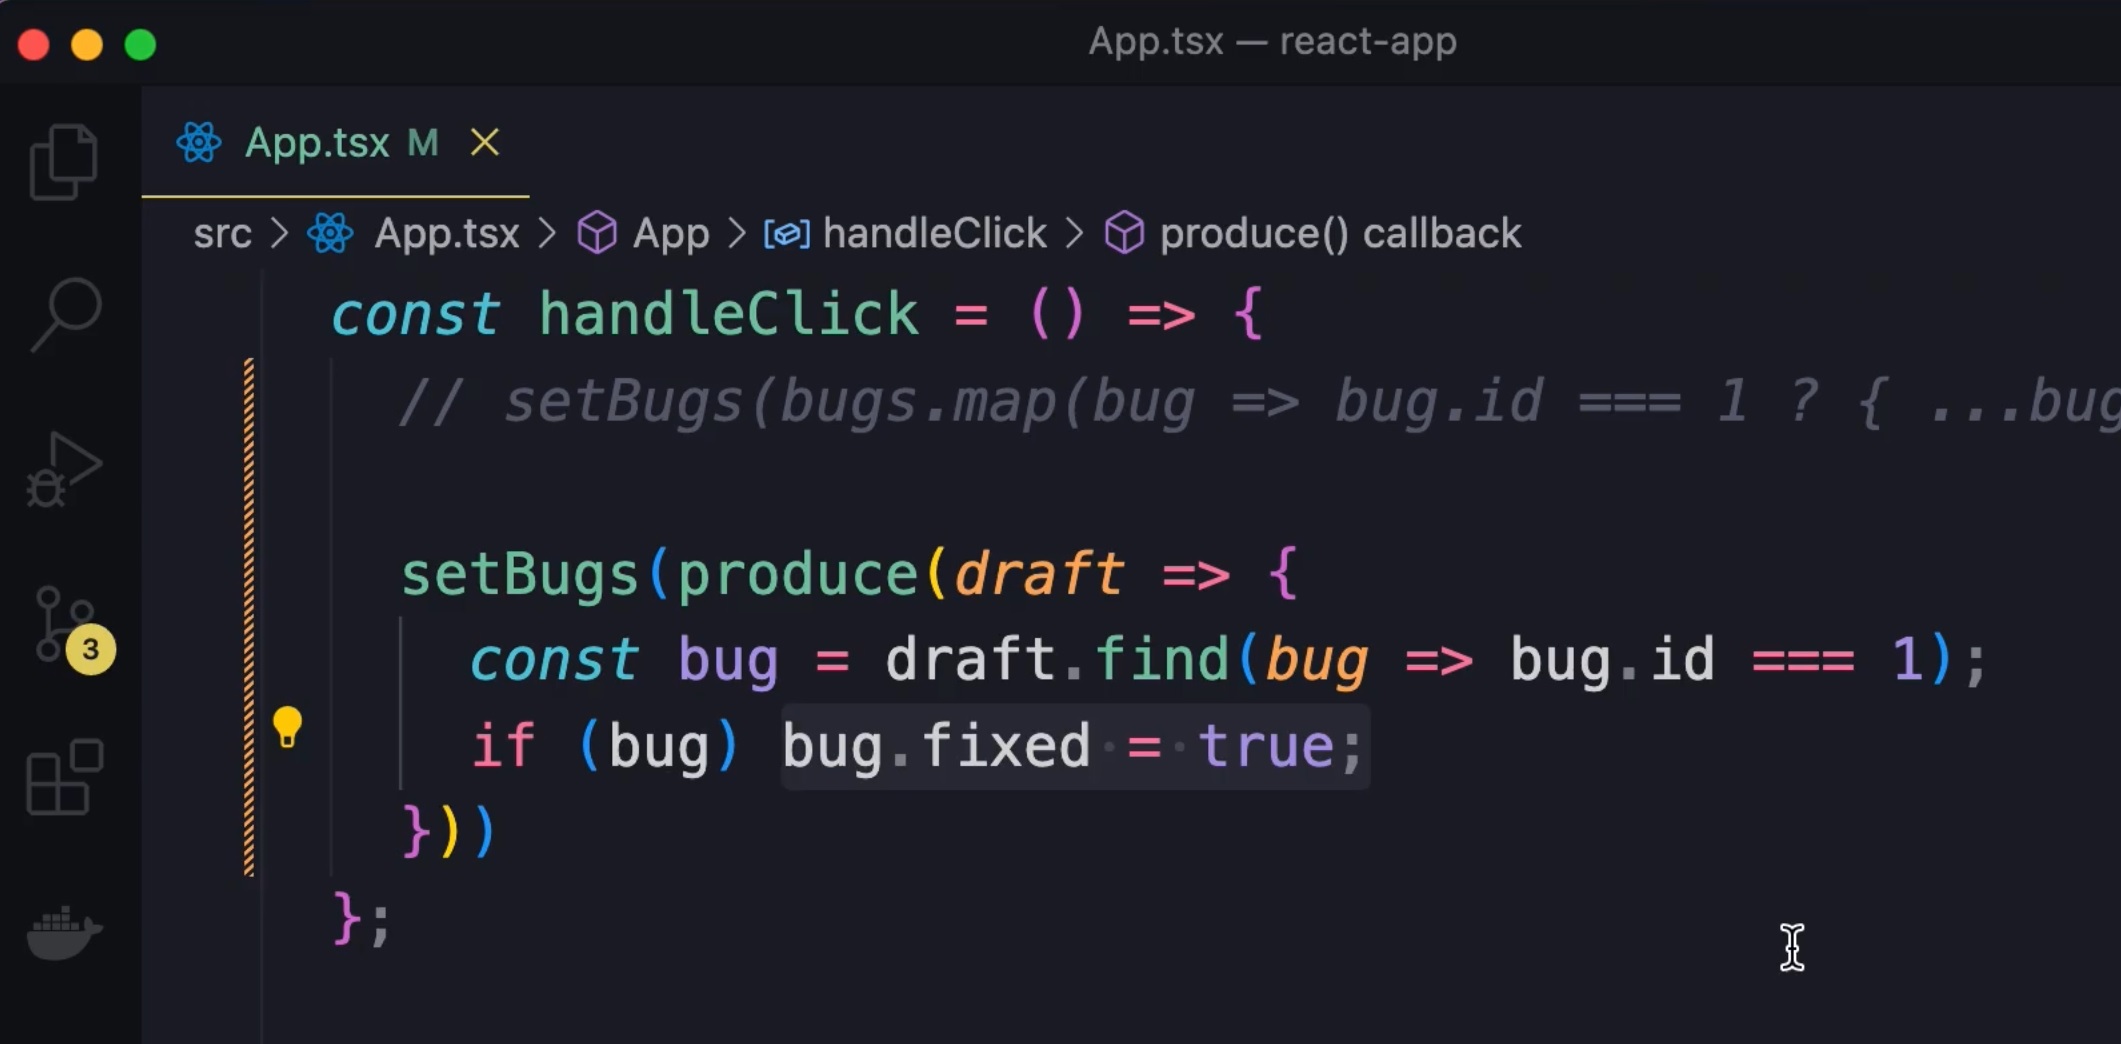 App.tsx — react-app
App.tsx M
src > App.tsx > App > handleClick > produce() callback
const handleClick = () => {
// setBugs(bugs.map(bug => bug.id === 1 ? { ...bug
setBugs(produce(draft => {
const bug = draft.find(bug => bug.id === 1);
if (bug) bug.fixed = true;
}))
};
3